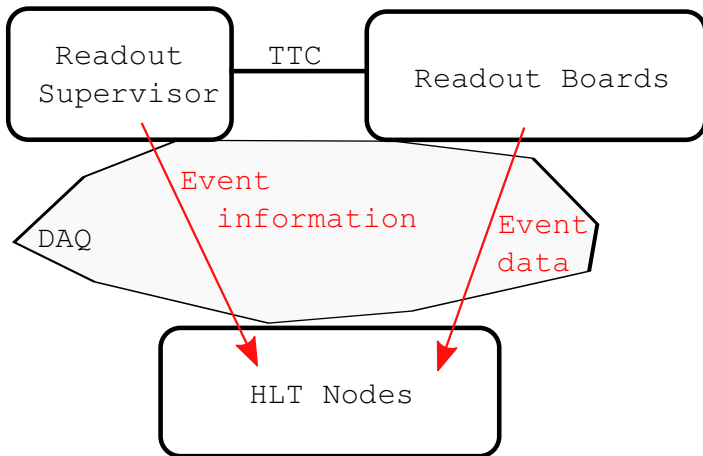 Readout
Supervisor
TTC
Readout Boards
Event
information
DAQ
Event
data
HLT Nodes